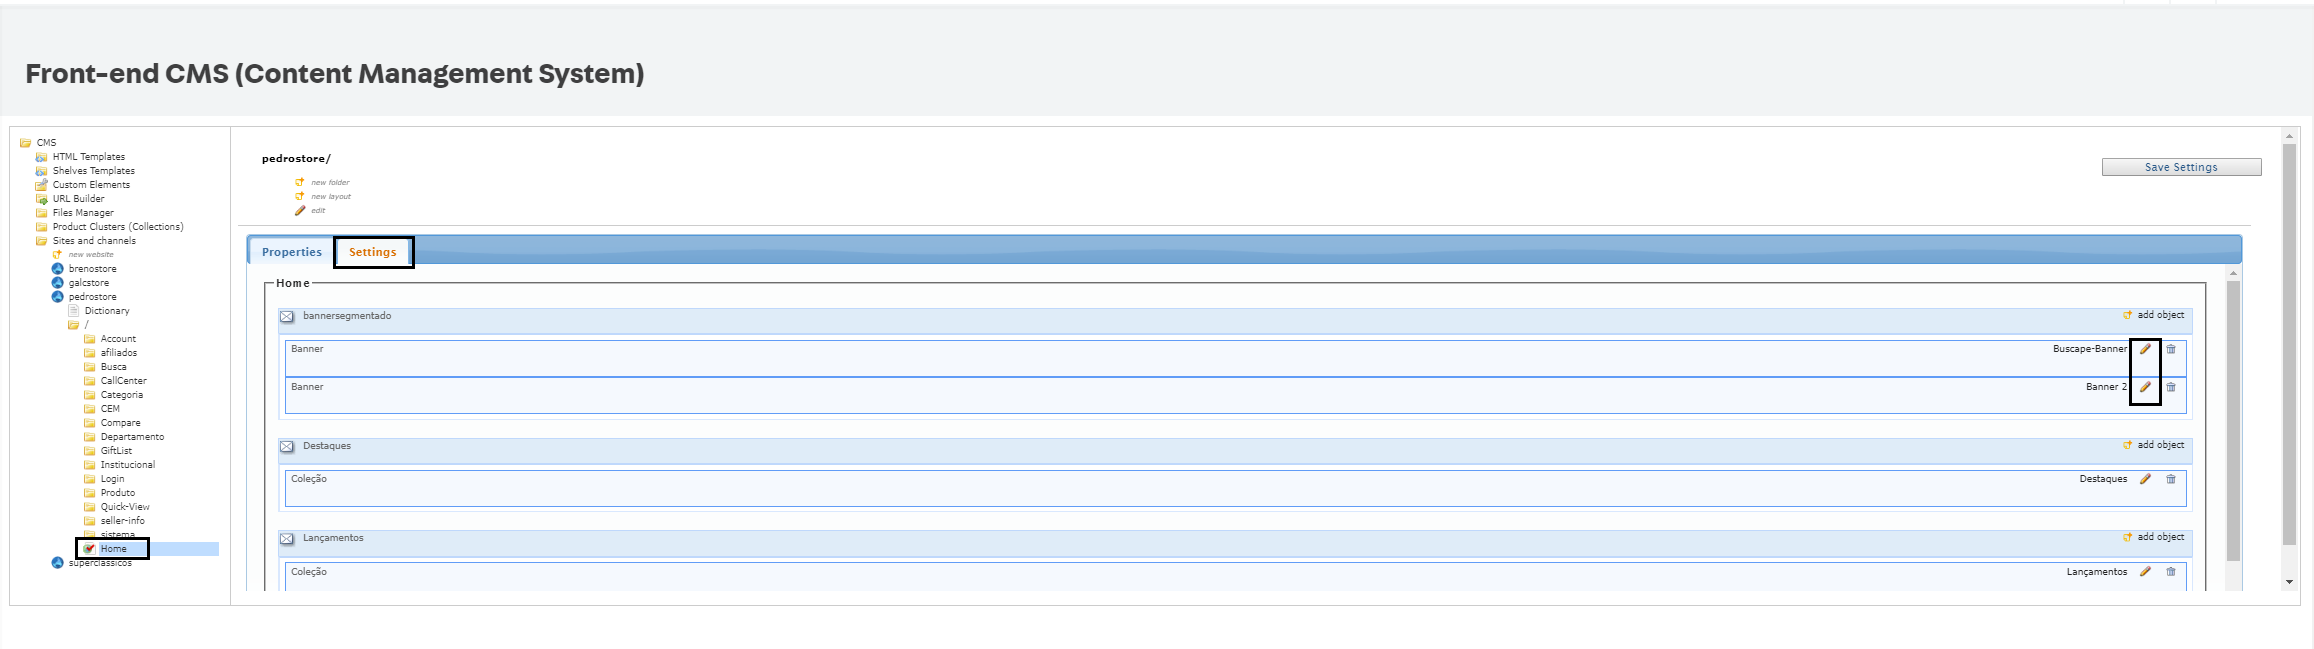 Front-end CMS (Content Management System)
CMS
HTML Templates
Shelves Templates
Custom Elements
URL Builder
Files Manager
Product Clusters (Collections)
Sites and channels
new website
brenostore
galcstore
pedrostore
Dictionary
/
Account
afiliados
Busca
CallCenter
Categoria
CEM
Compare
Departamento
GiftList
Institucional
Login
Produto
Quick-View
seller-info
sistema
Home
superclassicos
pedrostore/
Save Settings
new folder
new layout
edit
Properties Settings
Home
bannersegmentado add object
Banner Buscape-Banner
Banner Banner 2
Destaques add object
Coleção Destaques
Lançamentos add object
Coleção Lançamentos